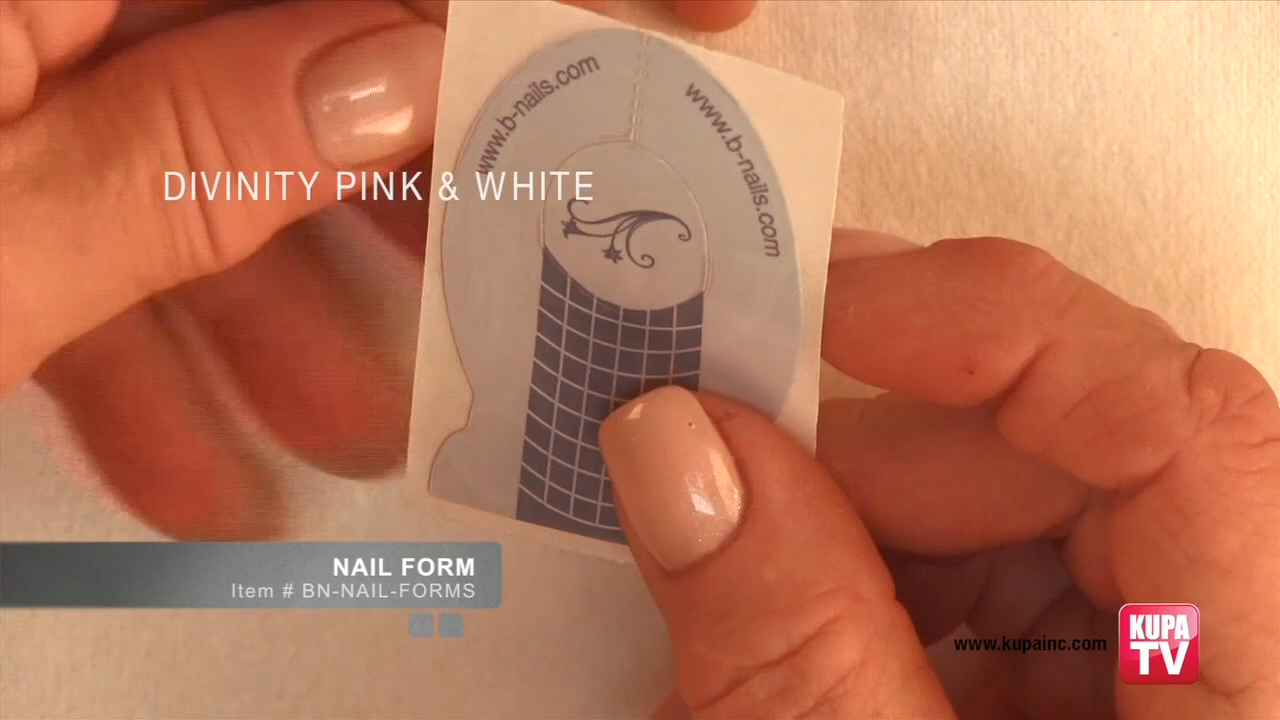 www.b-nails.com
www.b-nails.com
DIVINITY PINK & WHITE
NAIL FORM
Item # BN-NAIL-FORMS
www.kupainc.com
KUPA
TV